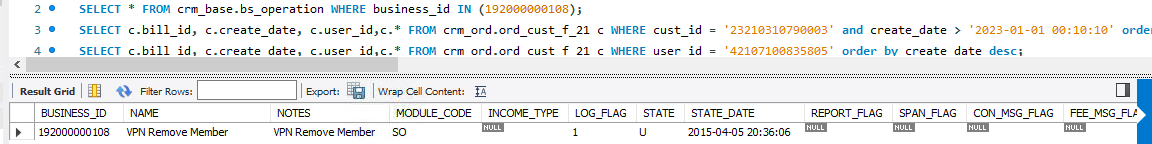 2 SELECT * FROM crm_base.bs_operation WHERE business_id IN (192000000108);
3 SELECT c.bill_id, c.create_date, c.user_id,c.* FROM crm_ord.ord_cust_f_21 c WHERE cust_id = '23210310790003' and create_date > '2023-01-01 00:10:10' orde
4 SELECT c.bill_id, c.create_date, c.user_id,c.* FROM crm_ord.ord_cust_f_21 c WHERE user_id = '42107100835805' order by create_date desc;
Result Grid Filter Rows: Export: Wrap Cell Content: IA
BUSINESS_ID NAME NOTES MODULE_CODE INCOME_TYPE LOG_FLAG STATE STATE_DATE REPORT_FLAG SPAN_FLAG CON_MSG_FLAG FEE_MSG_FLA
192000000108 VPN Remove Member VPN Remove Member SO NULL 1 U 2015-04-05 20:36:06 NULL NULL NULL NULL